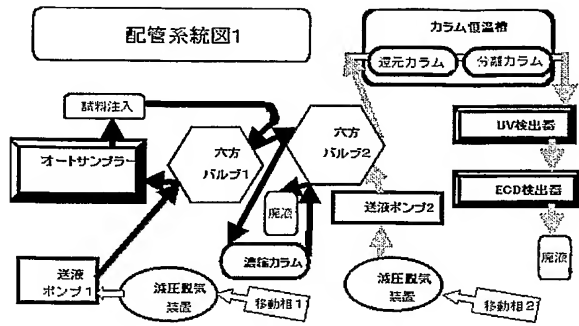 配管系統図1
カラム恒温槽
還元カラム
分離カラム
試料注入
UV検出器
オートサンプラー
六方
バルブ1
六方
バルブ2
ECD検出器
廃液
送液ポンプ2
濃縮カラム
廃液
送液
ポンプ1
減圧脱気
装置
移動相1
減圧脱気
装置
移動相2